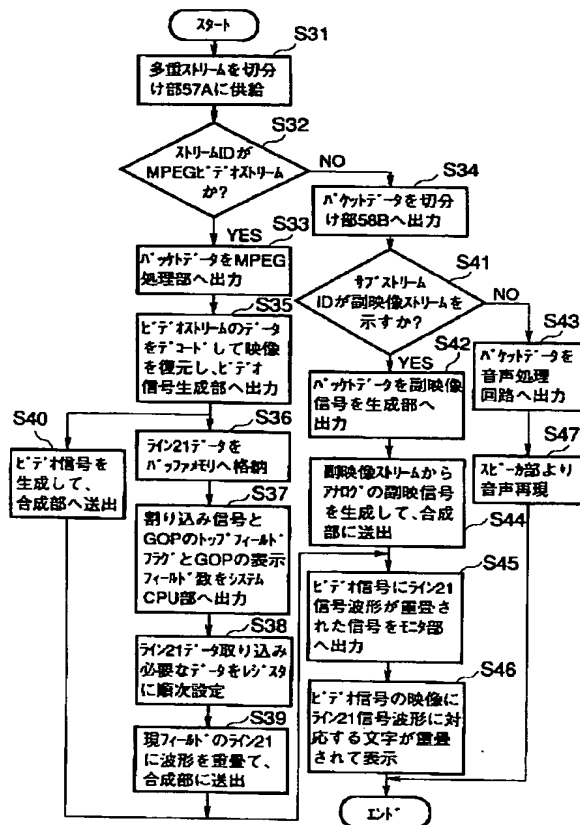 スタート
S31
多重ストリームを切分
け部57Aに供給
S32
ストリームIDが
MPEGビデオストリーム
か?
NO
S34
パケットデータを切分
け部58Bへ出力
YES
S33
パケットデータをMPEG
処理部へ出力
S41
サブストリーム
IDが副映像ストリームを
示すか?
NO
S43
パケットデータを
音声処理
回路へ出力
S35
ビデオストリームのデータ
をデコードして映像
を復元し、ビデオ
信号生成部へ出力
YES
S42
パケットデータを副映像
信号を生成部へ
出力
S47
スピーカ部より
音声再現
S40
ビデオ信号を
生成して、
合成部へ送出
S36
ライン21データを
バッファメモリへ格納
副映像ストリームから
アナログの副映信号
を生成して、合成
部に送出
S44
S37
割り込み信号と
GOPのトップフィールド
フラグとGOPの表示
フィールド数をシステム
CPU部へ出力
S45
ビデオ信号にライン21
信号波形が重畳さ
れた信号をモニタ部
へ出力
S38
ライン21データ取り込み
必要なデータをレジスタ
に順次設定
S46
ビデオ信号の映像に
ライン21信号波形に対
応する文字が重畳
されて表示
S39
現フィールドのライン21
に波形を重畳て、
合成部に送出
エンド